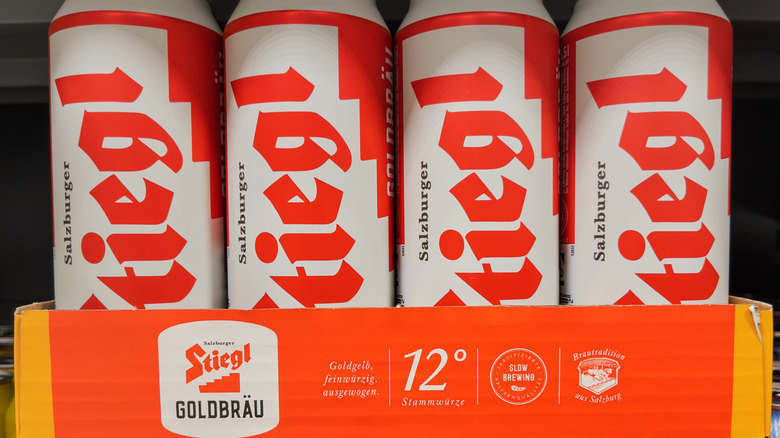 Salzburger
Stiegl
GOLDBRÄU
Salzburger
Stiegl
Salzburger
Stiegl
Salzburger
Stiegl
Salzburger
Stiegl
GOLDBRÄU
Goldgelb,
feinwürzig,
ausgewogen.
12°
Stammwürze
SLOW
BREWING
Brautradition
aus Salzburg